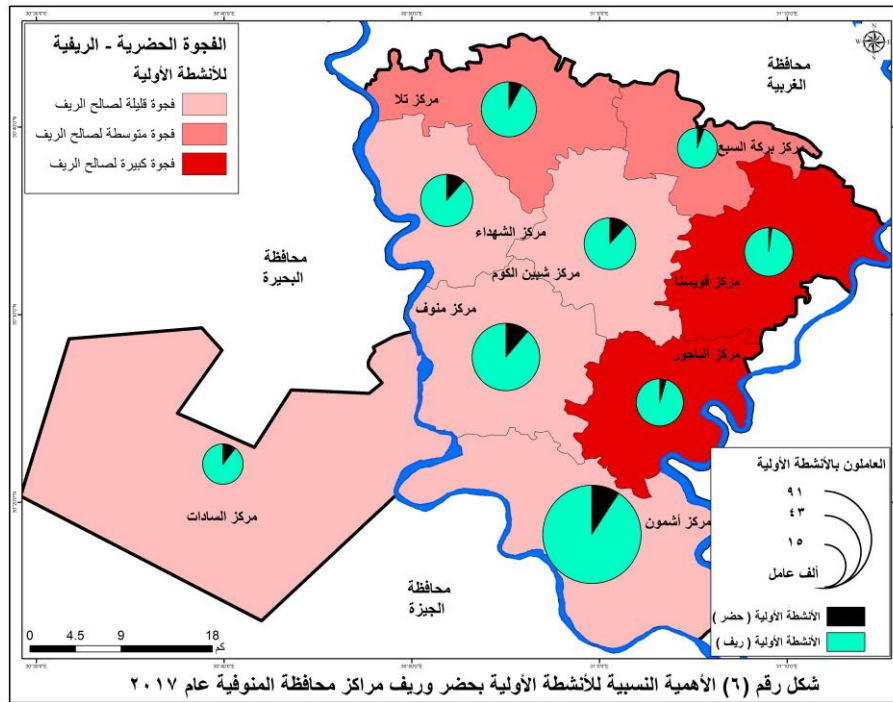 الفجوة الحضرية - الريفية
للأنشطة الأولية
فجوة قليلة لصالح الريف
فجوة متوسطة لصالح الريف
فجوة كبيرة لصالح الريف
محافظة
الغربية
N
W
E
S
مركز تلا
مركز بركة السبع
مركز الشهداء
مركز شبين الكوم
مركز قويسنا
محافظة
البحيرة
مركز منوف
مركز الباجور
مركز السادات
مركز أشمون
محافظة
الجيزة
العاملون بالأنشطة الأولية
٩١
٤٣
١٥
ألف عامل
الأنشطة الأولية ( حضر )
الأنشطة الأولية ( ريف )
0 4.5 9 18
كم
شكل رقم (٦) الأهمية النسبية للأنشطة الأولية بحضر وريف مراكز محافظة المنوفية عام ٢٠١٧